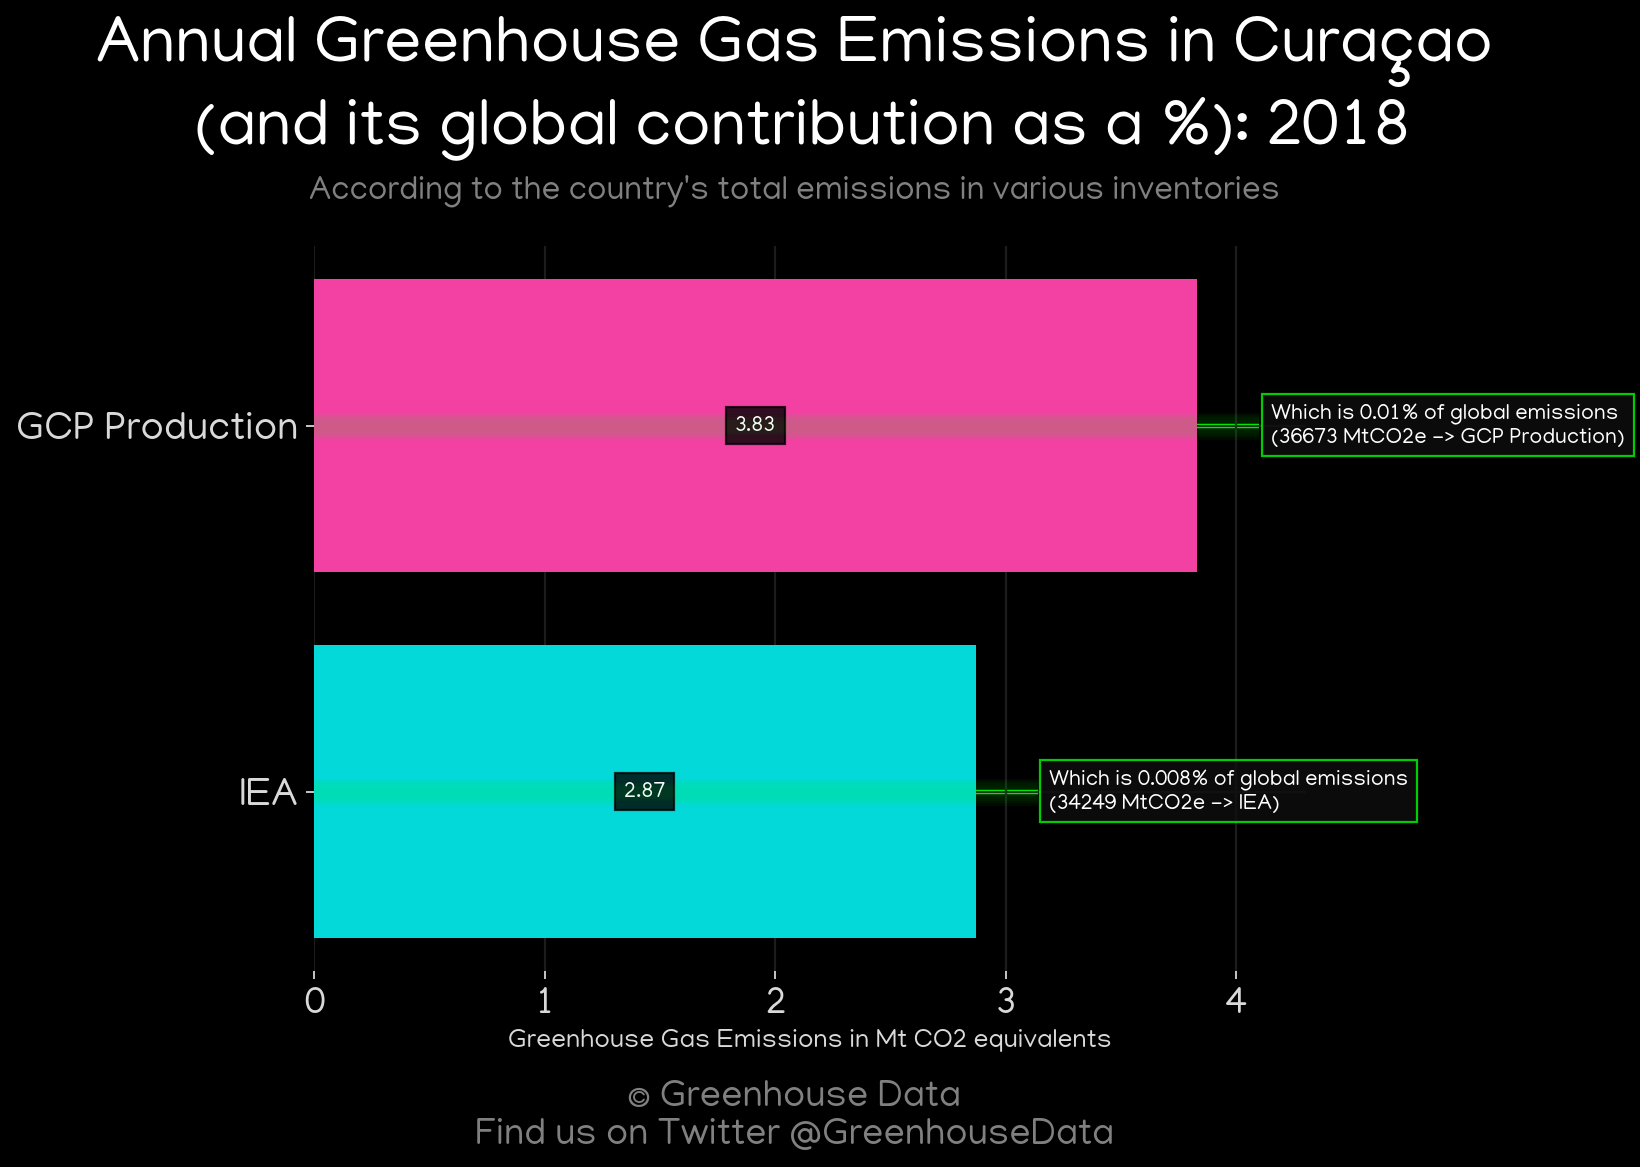 Annual Greenhouse Gas Emissions in Curaçao
(and its global contribution as a %): 2018
According to the country's total emissions in various inventories
GCP Production
3.83
Which is 0.01% of global emissions
(36673 MtCO2e -> GCP Production)
IEA
2.87
Which is 0.008% of global emissions
(34249 MtCO2e -> IEA)
0 1 2 3 4
Greenhouse Gas Emissions in Mt CO2 equivalents
© Greenhouse Data
Find us on Twitter @GreenhouseData